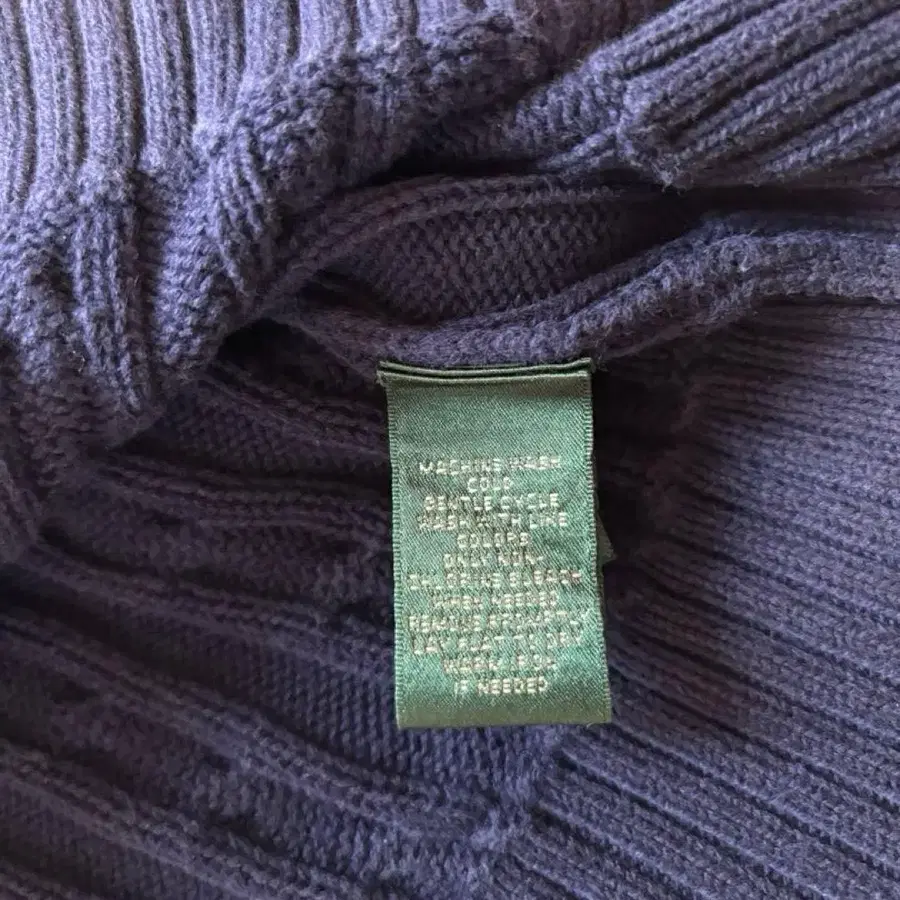 MACHINE WASH
COLD
GENTLE CYCLE
WASH WITH LIKE
COLORS
ONLY NON-
CHLORINE BLEACH
WHEN NEEDED
REMOVE PROMPTLY
LAY FLAT TO DRY
WARM IRON
IF NEEDED